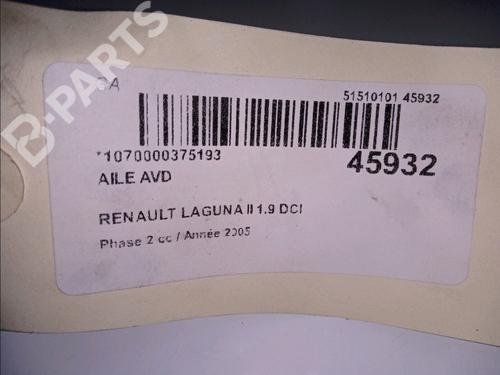 B-PARTS
51510101 45932
*1070000375193
45932
AILE AVD
RENAULT LAGUNA II 1.9 DCI
Phase 2 cc / Année 2005